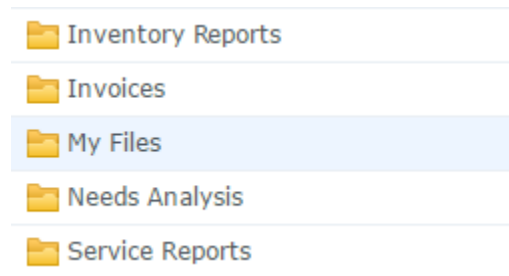 Inventory Reports
Invoices
My Files
Needs Analysis
Service Reports